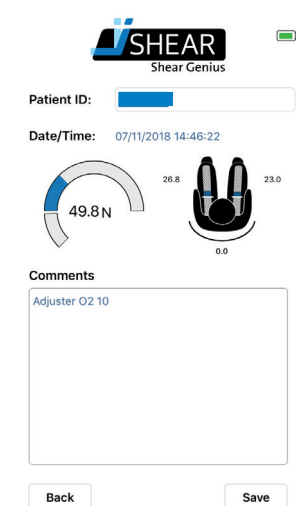 SHEAR
Shear Genius
Patient ID:
Date/Time: 07/11/2018 14:46:22
26.8 23.0
49.8 N
0.0
Comments
Adjuster O2 10
Back Save